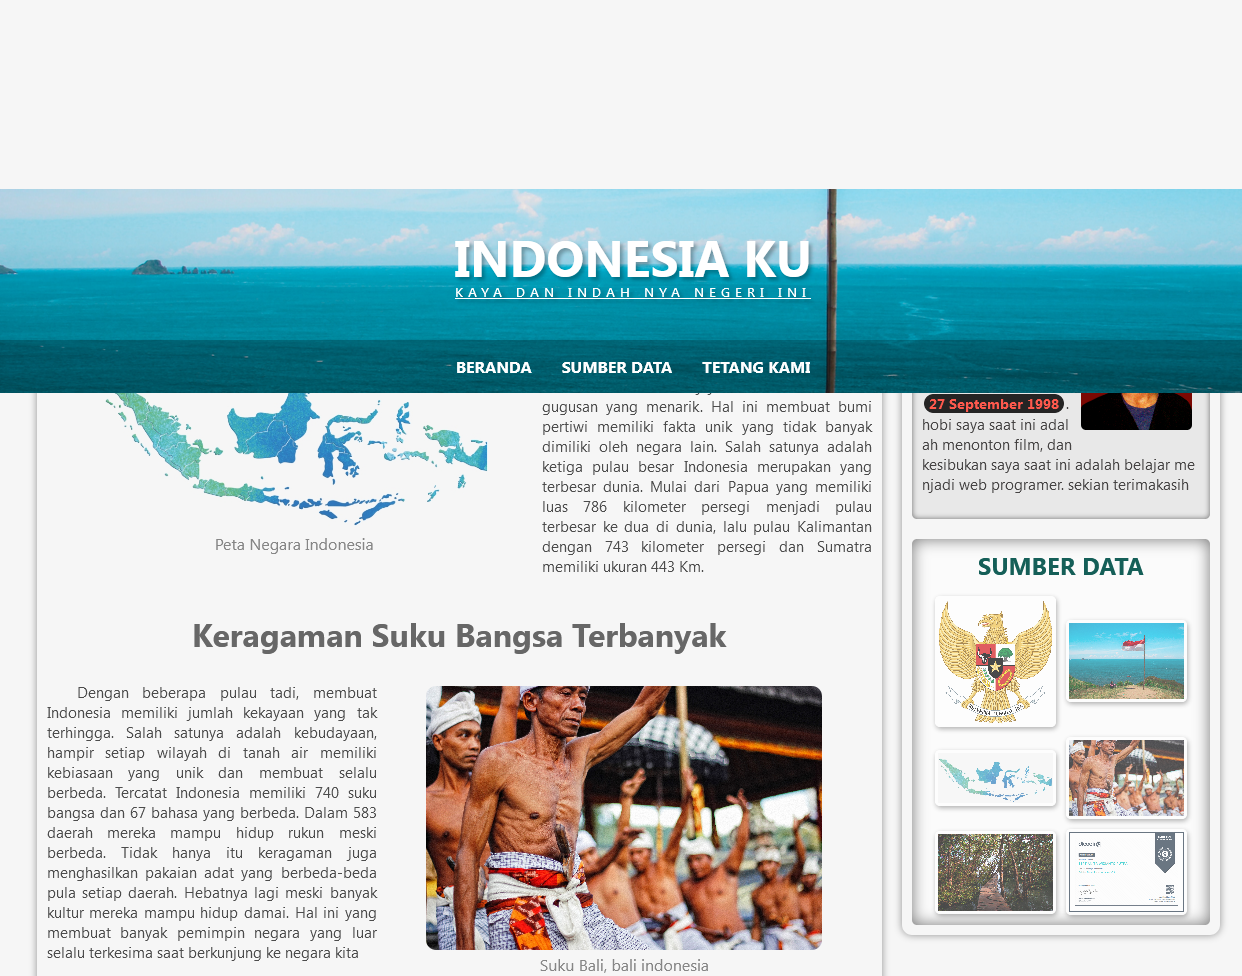 INDONESIA KU
KAYA DAN INDAH NYA NEGERI INI
BERANDA SUMBER DATA TETANG KAMI
gugusan yang menarik. Hal ini membuat bumi
pertiwi memiliki fakta unik yang tidak banyak
dimiliki oleh negara lain. Salah satunya adalah
ketiga pulau besar Indonesia merupakan yang
terbesar dunia. Mulai dari Papua yang memiliki
luas 786 kilometer persegi menjadi pulau
terbesar ke dua di dunia, lalu pulau Kalimantan
dengan 743 kilometer persegi dan Sumatra
memiliki ukuran 443 Km.
Peta Negara Indonesia
Keragaman Suku Bangsa Terbanyak
Dengan beberapa pulau tadi, membuat
Indonesia memiliki jumlah kekayaan yang tak
terhingga. Salah satunya adalah kebudayaan,
hampir setiap wilayah di tanah air memiliki
kebiasaan yang unik dan membuat selalu
berbeda. Tercatat Indonesia memiliki 740 suku
bangsa dan 67 bahasa yang berbeda. Dalam 583
daerah mereka mampu hidup rukun meski
berbeda. Tidak hanya itu keragaman juga
menghasilkan pakaian adat yang berbeda-beda
pula setiap daerah. Hebatnya lagi meski banyak
kultur mereka mampu hidup damai. Hal ini yang
membuat banyak pemimpin negara yang luar
selalu terkesima saat berkunjung ke negara kita
Suku Bali, bali indonesia
27 September 1998 .
hobi saya saat ini adal
ah menonton film, dan
kesibukan saya saat ini adalah belajar me
njadi web programer. sekian terimakasih
SUMBER DATA